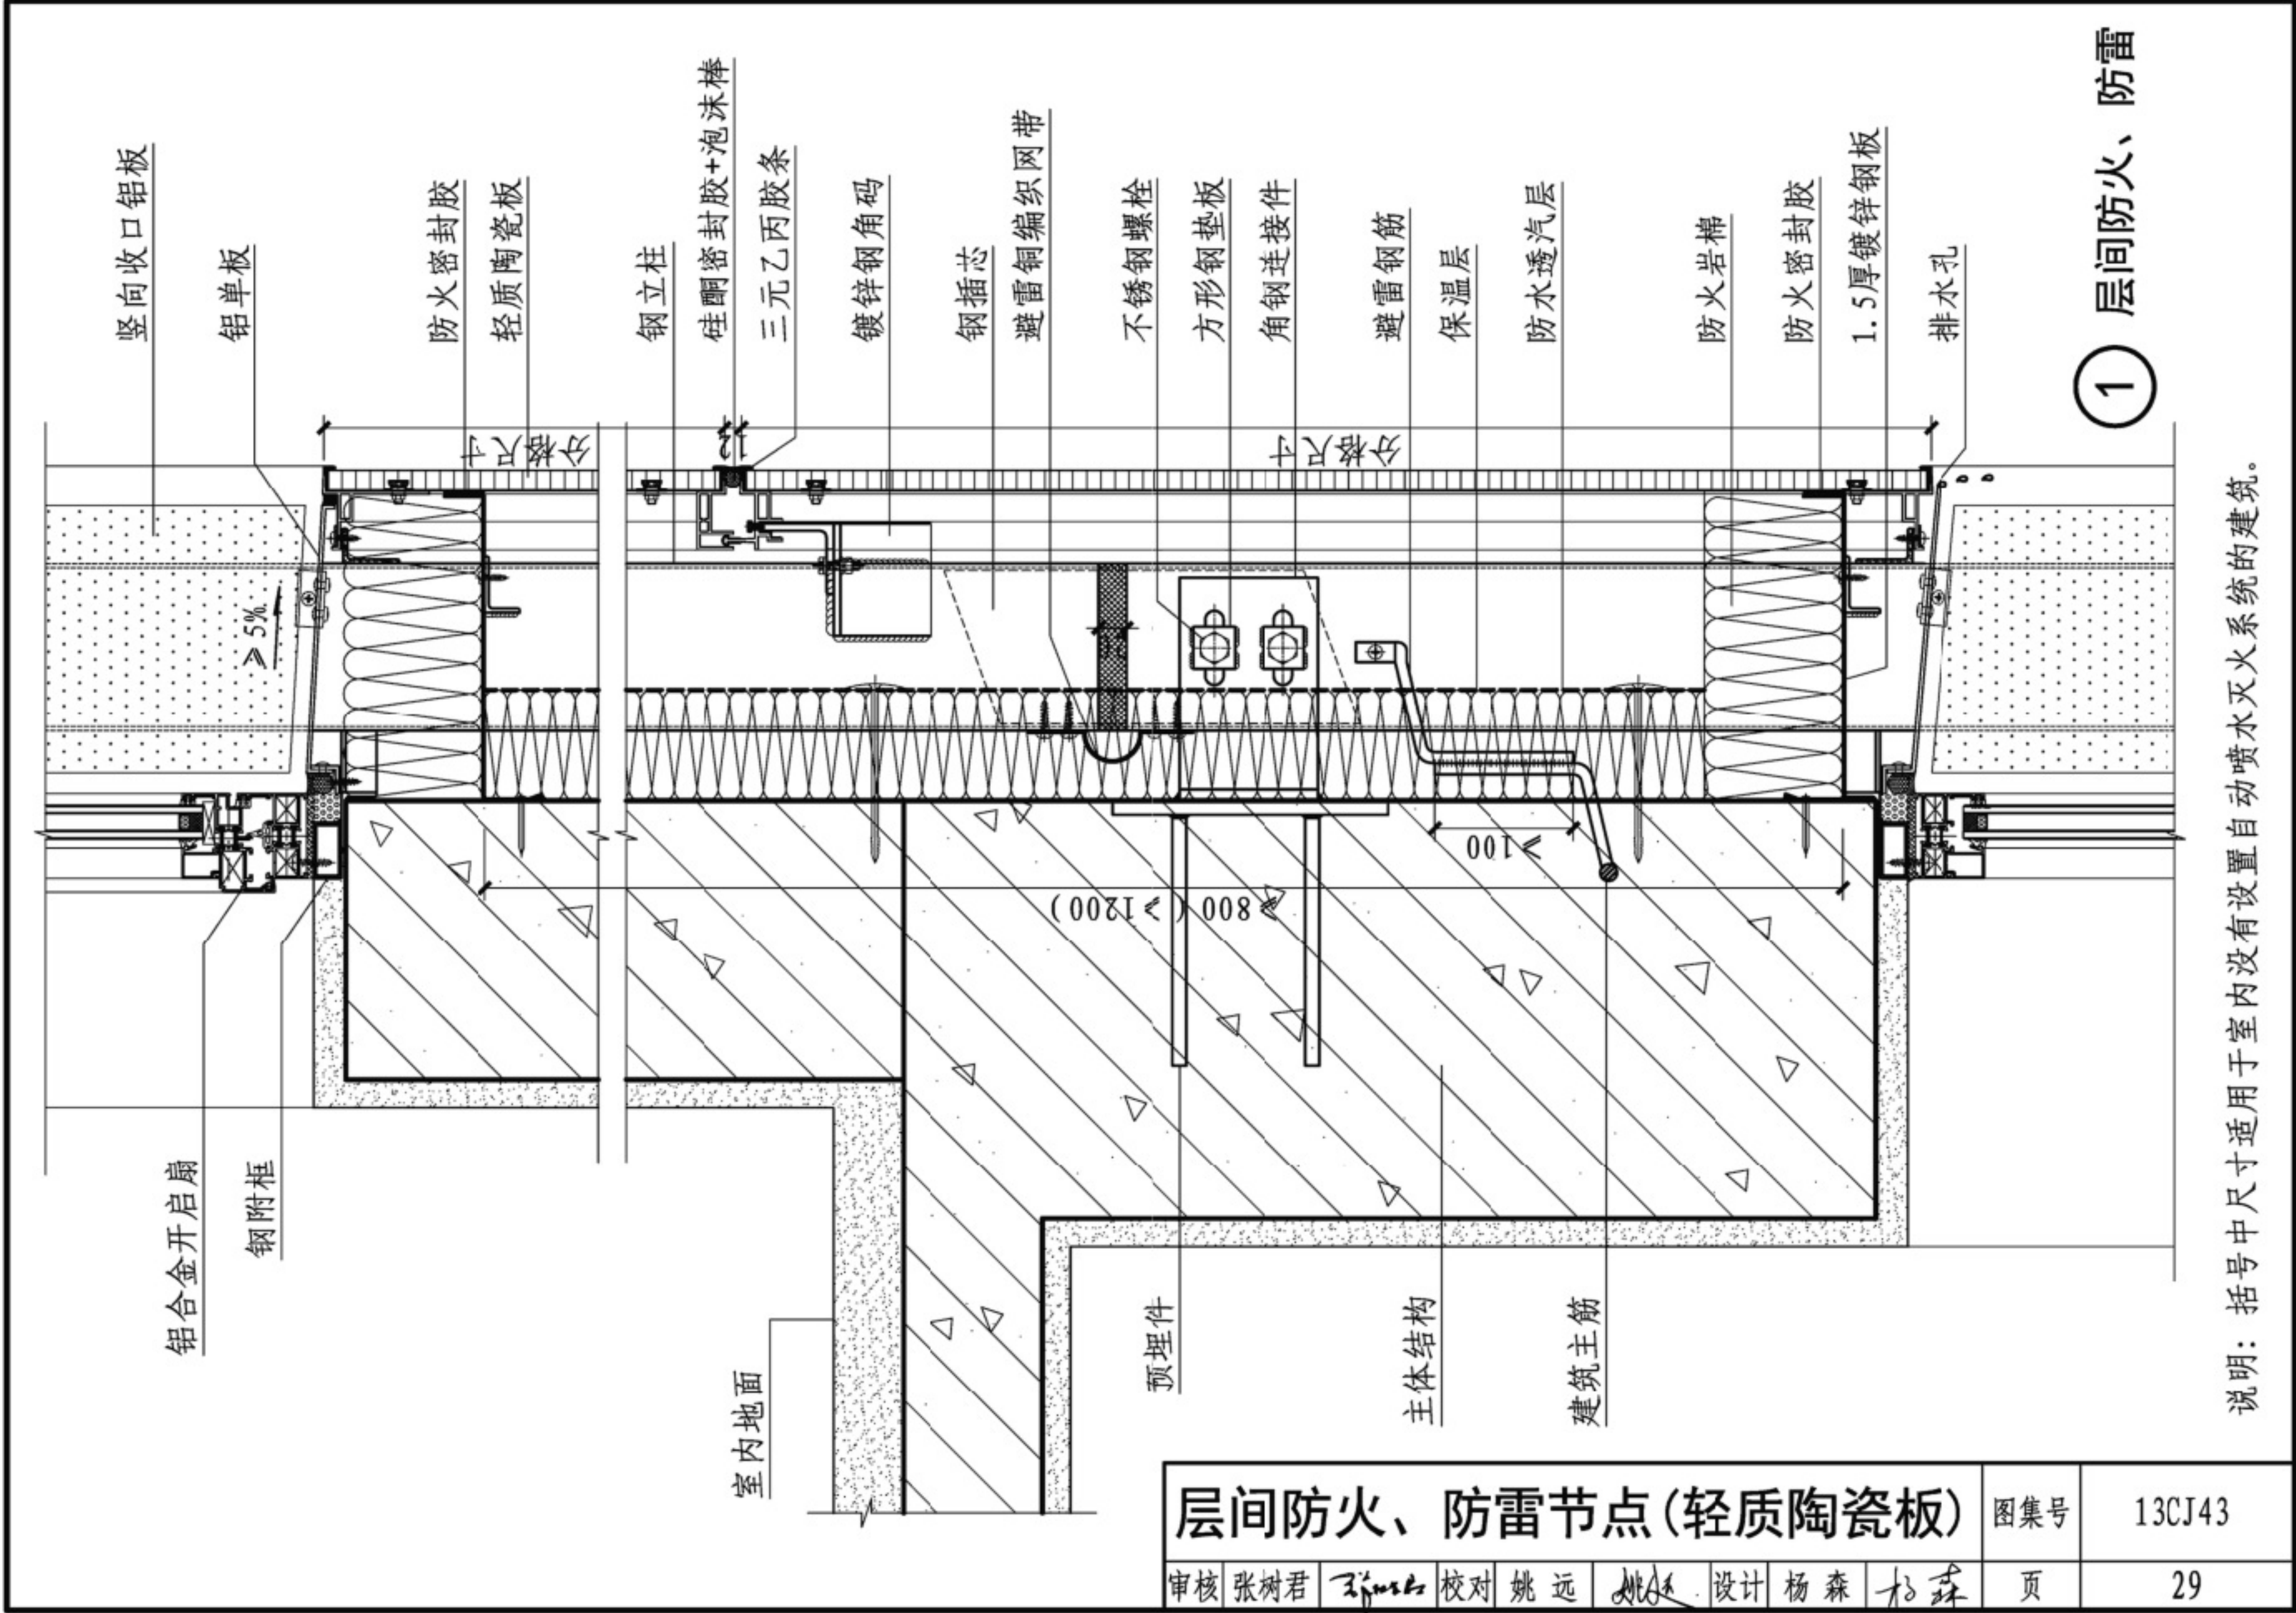 竖向收口铝板
铝单板
防火密封胶
轻质陶瓷板
钢立柱
硅酮密封胶+泡沫棒
三元乙丙胶条
镀锌钢角码
钢插芯
避雷铜编织网带
不锈钢螺栓
方形钢垫板
角钢连接件
避雷钢筋
保温层
防水透汽层
防火岩棉
防火密封胶
1.5厚镀锌钢板
排水孔
分格尺寸
12
分格尺寸
≥5%
≥100
≥800(≥1200)
铝合金开启扇
钢附框
室内地面
预埋件
主体结构
建筑主筋
① 层间防火、防雷
说明：括号中尺寸适用于室内没有设置自动喷水灭火系统的建筑。
层间防火、防雷节点(轻质陶瓷板) 图集号 13CJ43
审核 张树君 校对 姚远 姚远 设计 杨森 杨森 页 29